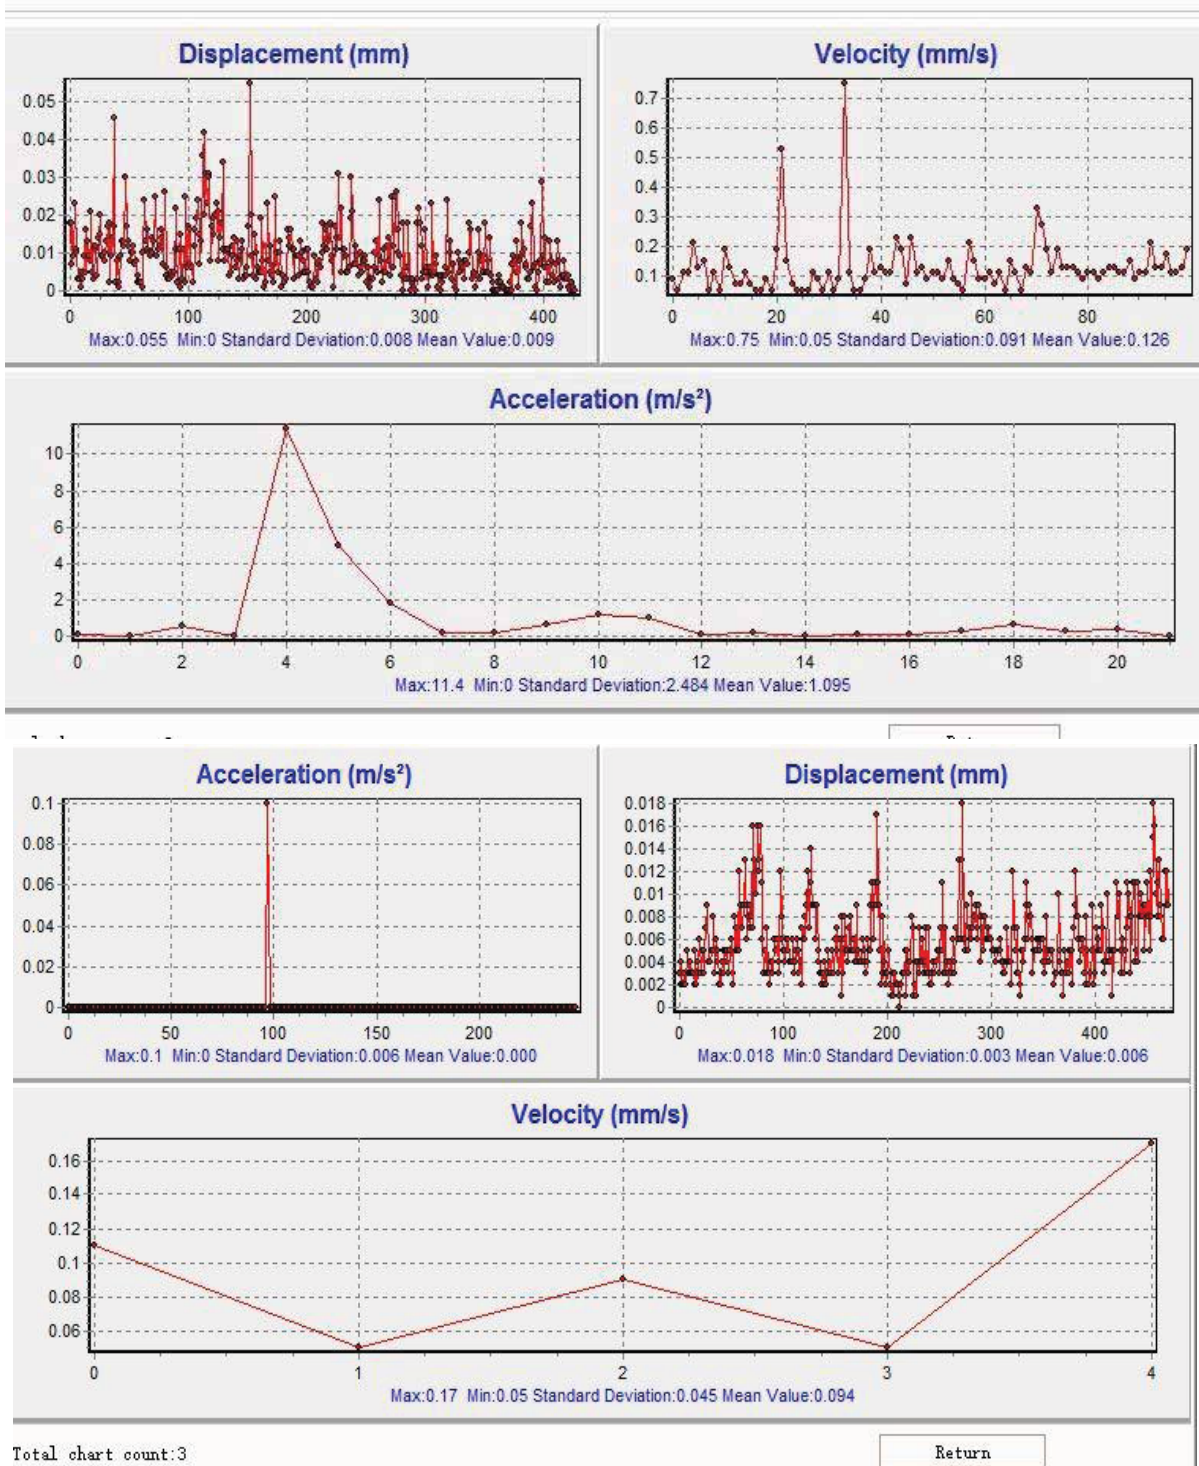 Displacement (mm)
0.05
0.04
0.03
0.02
0.01
0
0 100 200 300 400
Max:0.055 Min:0 Standard Deviation:0.008 Mean Value:0.009
Velocity (mm/s)
0.7
0.6
0.5
0.4
0.3
0.2
0.1
0 20 40 60 80
Max:0.75 Min:0.05 Standard Deviation:0.091 Mean Value:0.126
Acceleration (m/s²)
10
8
6
4
2
0
0 2 4 6 8 10 12 14 16 18 20
Max:11.4 Min:0 Standard Deviation:2.484 Mean Value:1.095
Acceleration (m/s²)
0.1
0.08
0.06
0.04
0.02
0
0 50 100 150 200
Max:0.1 Min:0 Standard Deviation:0.006 Mean Value:0.000
Displacement (mm)
0.018
0.016
0.014
0.012
0.01
0.008
0.006
0.004
0.002
0
0 100 200 300 400
Max:0.018 Min:0 Standard Deviation:0.003 Mean Value:0.006
Velocity (mm/s)
0.16
0.14
0.12
0.1
0.08
0.06
0 1 2 3 4
Max:0.17 Min:0.05 Standard Deviation:0.045 Mean Value:0.094
Total chart count:3
Return